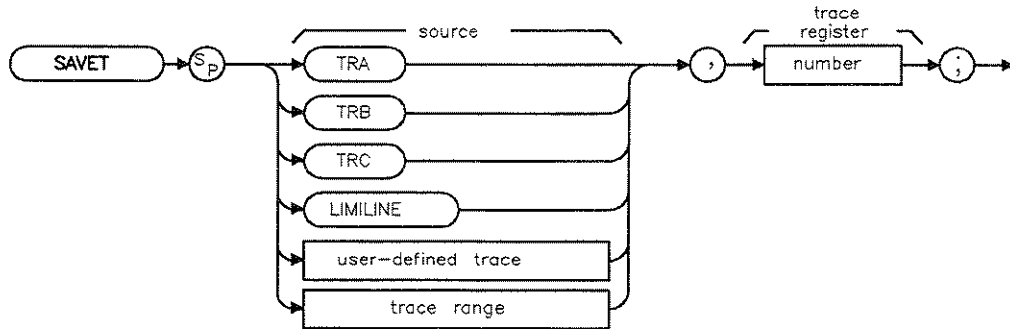 source
trace
register
SAVET
SP
TRA
,
number
;
TRB
TRC
LIMILINE
user-defined trace
trace range